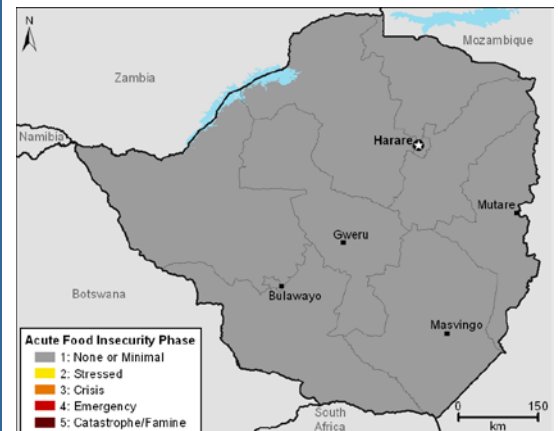 N
Mozambique
Zambia
Harare
Namibia
Mutare
Gweru
Botswana
Bulawayo
Masvingo
Acute Food Insecurity Phase
1: None or Minimal
2: Stressed
3: Crisis
4: Emergency
5: Catastrophe/Famine
South
Africa
0 150
km